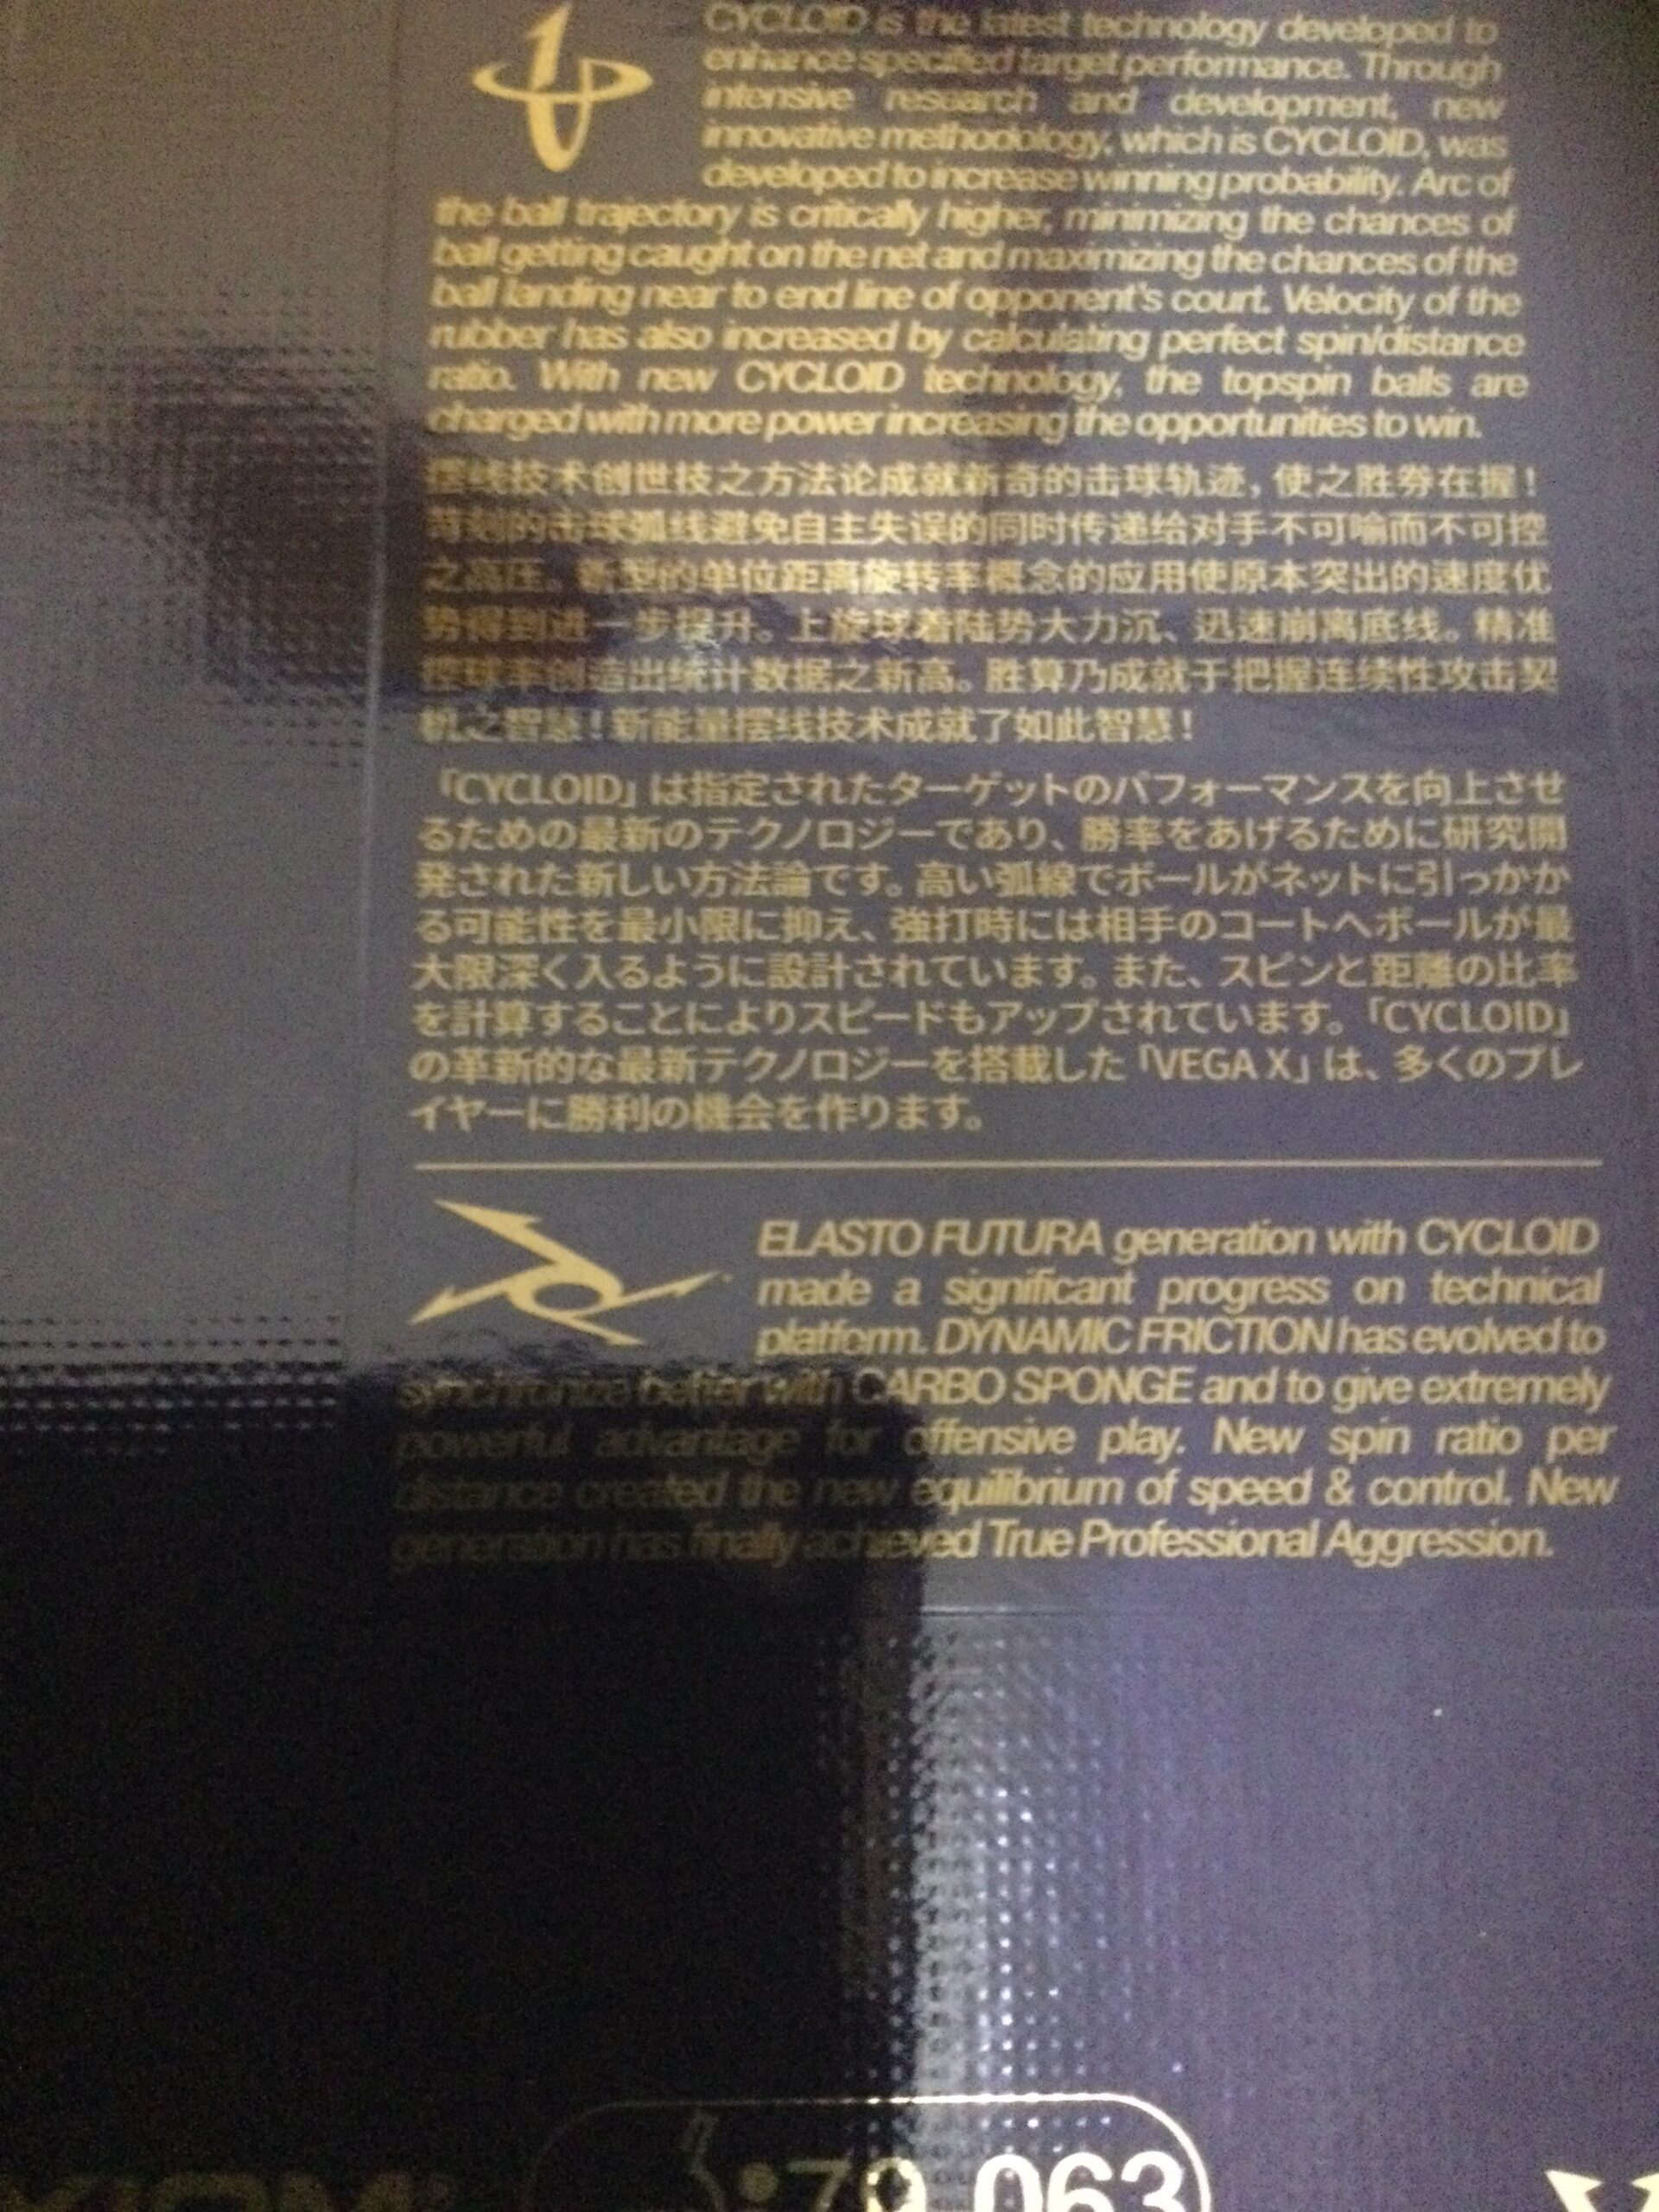 CYCLOID is the latest technology developed to
enhance specified target performance. Through
intensive research and development, new
innovative methodology, which is CYCLOID, was
developed to increase winning probability. Arc of
the ball trajectory is critically higher, minimizing the chances of
ball getting caught on the net and maximizing the chances of the
ball landing near to end line of opponent's court. Velocity of the
rubber has also increased by calculating perfect spin/distance
ratio. With new CYCLOID technology, the topspin balls are
charged with more power increasing the opportunities to win.
摆线技术创世技之方法论成就新奇的击球轨迹，使之胜券在握！
苛刻的击球弧线避免自主失误的同时传递给对手不可喻而不可控
之高压。新型的单位距离旋转率概念的应用使原本突出的速度优
势得到进一步提升。上旋球着陆势大力沉、迅速崩离底线。精准
控球率创造出统计数据之新高。胜算乃成就于把握连续性攻击契
机之智慧！新能量摆线技术成就了如此智慧！
「CYCLOID」は指定されたターゲットのパフォーマンスを向上させ
るための最新のテクノロジーであり、勝率をあげるために研究開
発された新しい方法論です。高い弧線でボールがネットに引っかか
る可能性を最小限に抑え、強打時には相手のコートへボールが最
大限深く入るように設計されています。また、スピンと距離の比率
を計算することによりスピードもアップされています。「CYCLOID」
の革新的な最新テクノロジーを搭載した「VEGA X」は、多くのプレ
イヤーに勝利の機会を作ります。
ELASTO FUTURA generation with CYCLOID
made a significant progress on technical
platform. DYNAMIC FRICTION has evolved to
synchronize better with CARBO SPONGE and to give extremely
powerful advantage for offensive play. New spin ratio per
distance created the new equilibrium of speed & control. New
generation has finally achieved True Professional Aggression.
XIOM 79.063